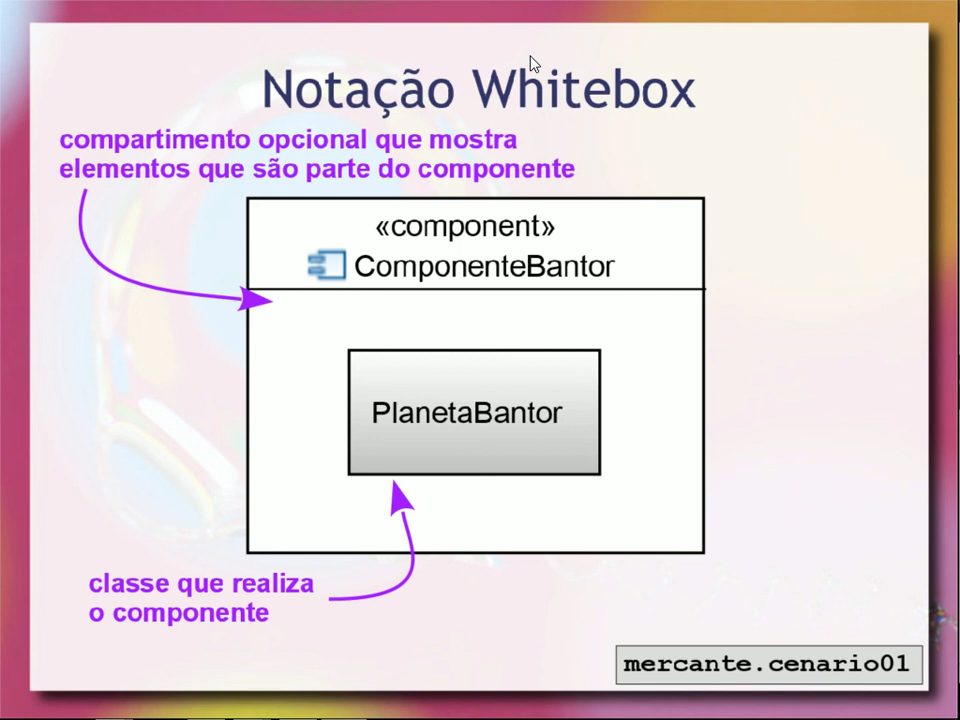 Notação Whitebox
compartimento opcional que mostra
elementos que são parte do componente
«component»
ComponenteBantor
PlanetaBantor
classe que realiza
o componente
mercante.cenario01